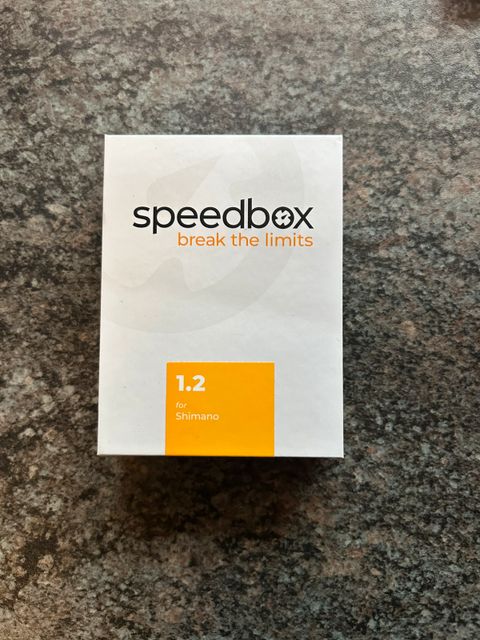 speedbox
break the limits
1.2
for
Shimano